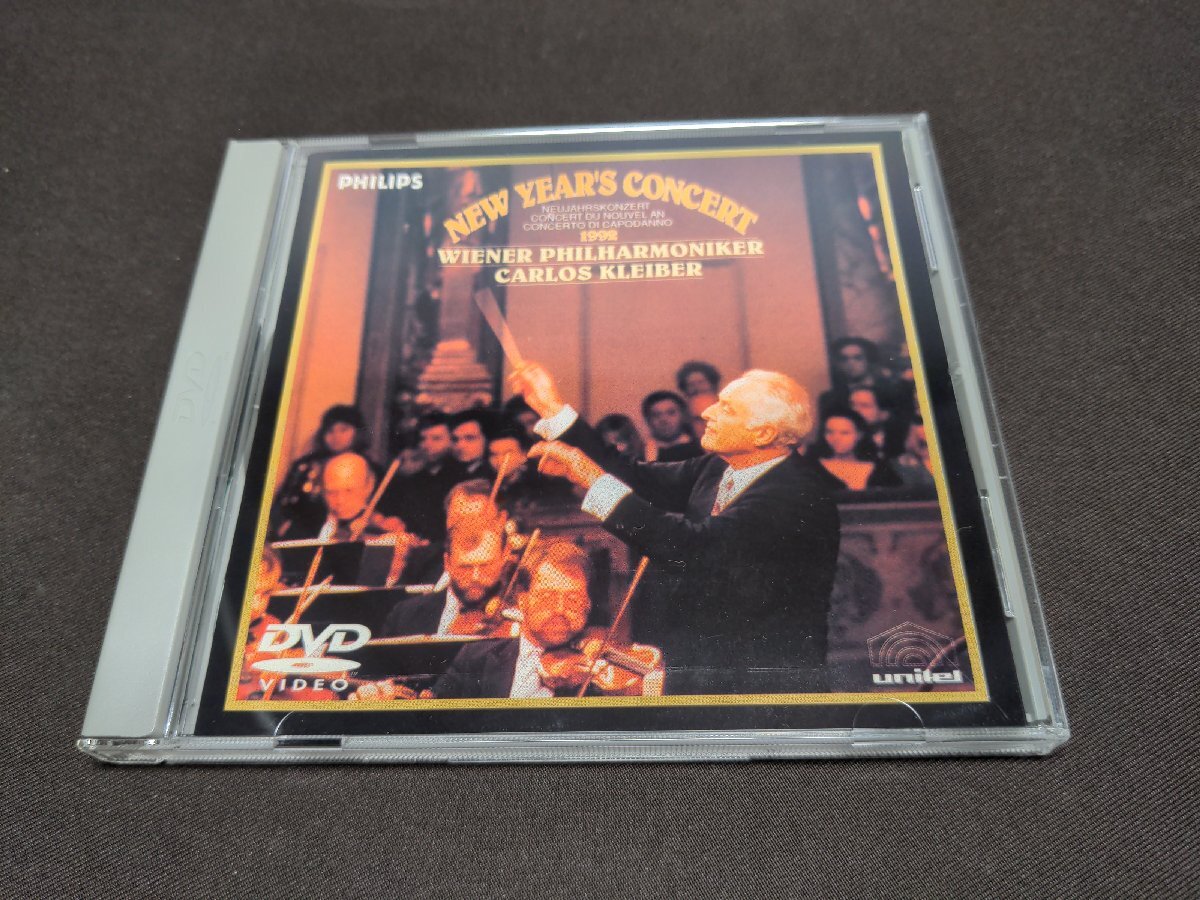 PHILIPS
NEW YEAR'S CONCERT
NEUJAHRSKONZERT
CONCERT DU NOUVEL AN
CONCERTO DI CAPODANNO
1992
WIENER PHILHARMONIKER
CARLOS KLEIBER
DVD
DVD
VIDEO
unitel